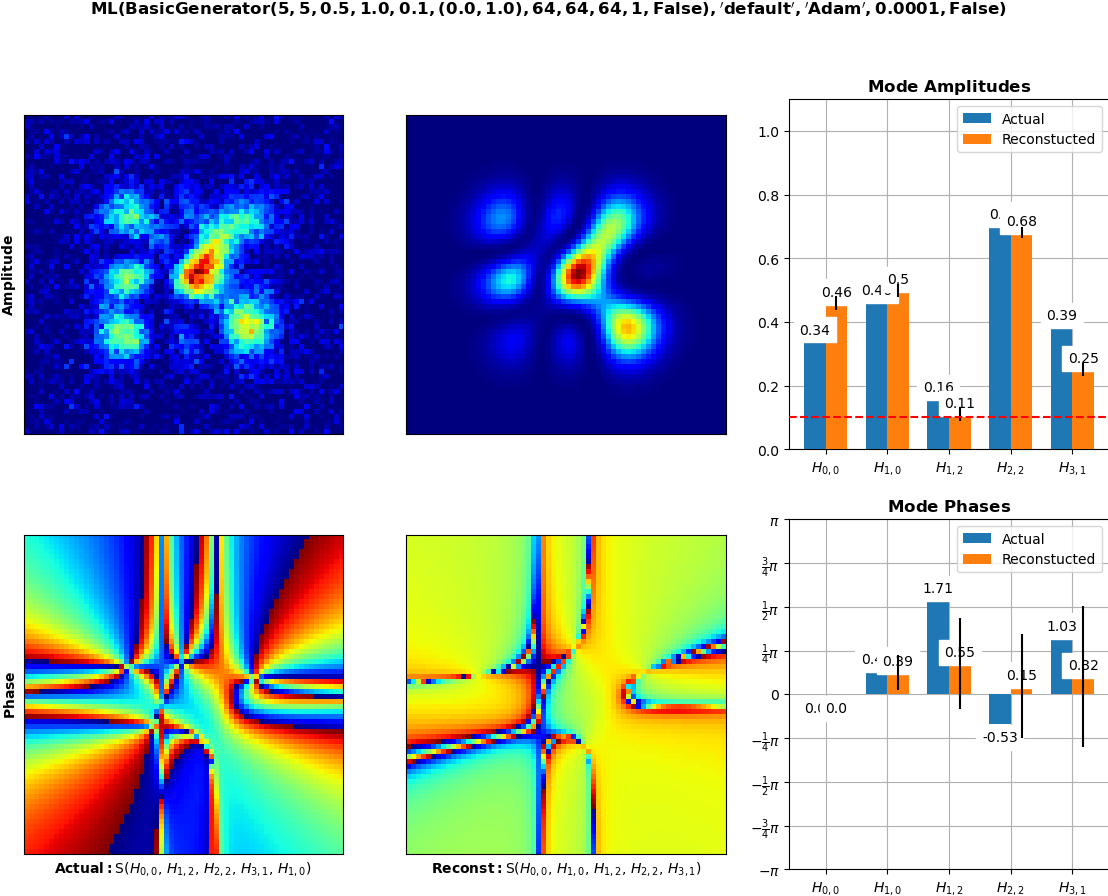 ML(BasicGenerator(5, 5, 0.5, 1.0, 0.1, (0.0, 1.0), 64, 64, 64, 1, False), ′default′, ′Adam′, 0.0001, False)
Amplitude
Mode Amplitudes
Actual
Reconstucted
1.0
0.8
0.6
0.4
0.2
0.0
0.34
0.46
0.5
0.16
0.11
0.68
0.39
0.25
H0,0
H1,0
H1,2
H2,2
H3,1
Phase
Actual: S(H0,0, H1,2, H2,2, H3,1, H1,0)
Reconst: S(H0,0, H1,0, H1,2, H2,2, H3,1)
Mode Phases
Actual
Reconstucted
π
3/4π
1/2π
1/4π
0
−1/4π
−1/2π
−3/4π
−π
0.0
0.39
1.71
0.55
-0.53
0.15
1.03
0.32
H0,0
H1,0
H1,2
H2,2
H3,1